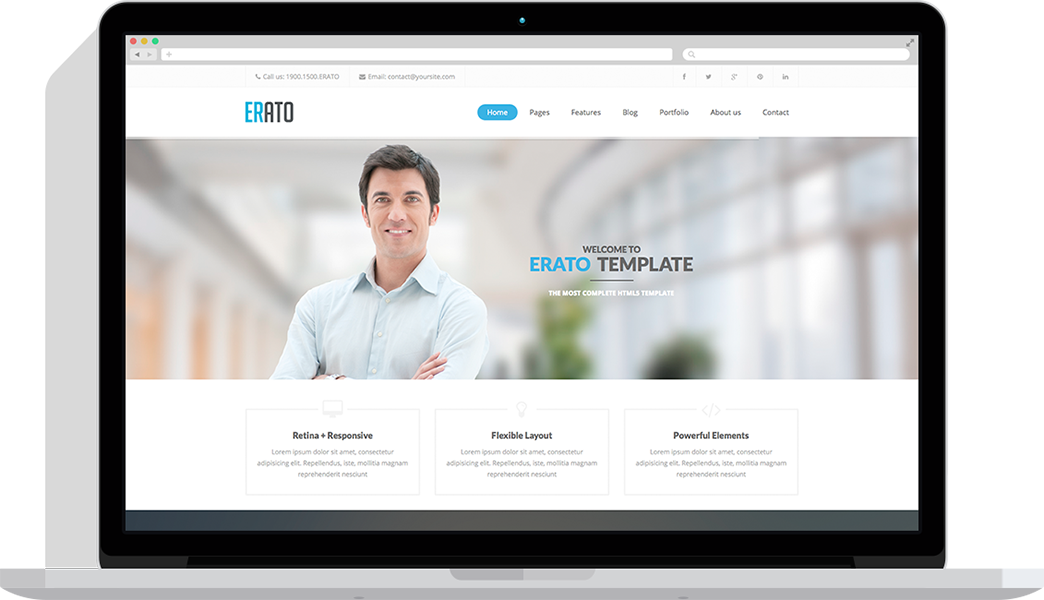 Call us: 1900.1500.ERATO Email: contact@yoursite.com
ERATO
Home Pages Features Blog Portfolio About us Contact
WELCOME TO
ERATO TEMPLATE
THE MOST COMPLETE HTML5 TEMPLATE
Retina + Responsive
Lorem ipsum dolor sit amet, consectetur
adipisicing elit. Repellendus, iste, mollitia magnam
reprehenderit nesciunt
Flexible Layout
Lorem ipsum dolor sit amet, consectetur
adipisicing elit. Repellendus, iste, mollitia magnam
reprehenderit nesciunt
Powerful Elements
Lorem ipsum dolor sit amet, consectetur
adipisicing elit. Repellendus, iste, mollitia magnam
reprehenderit nesciunt